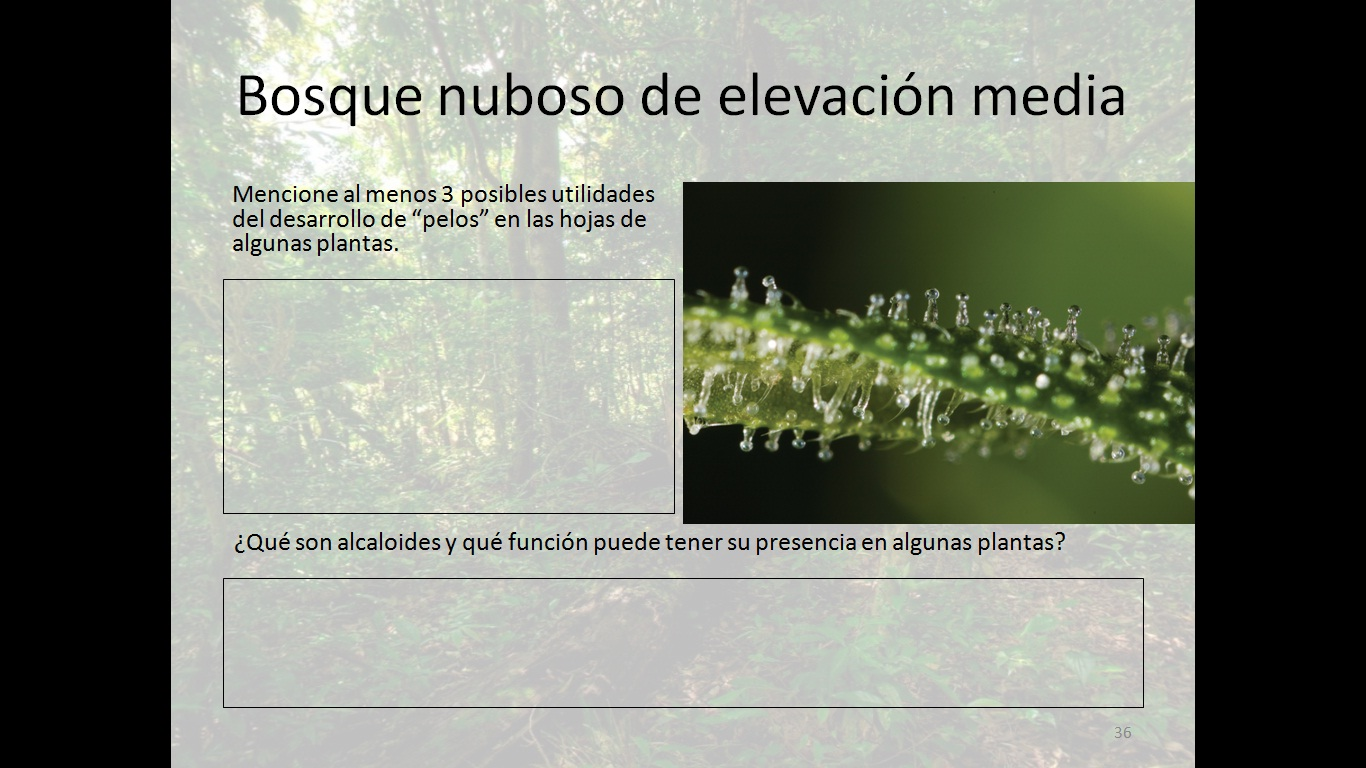 Bosque nuboso de elevación media
Mencione al menos 3 posibles utilidades
del desarrollo de “pelos” en las hojas de
algunas plantas.
¿Qué son alcaloides y qué función puede tener su presencia en algunas plantas?
36